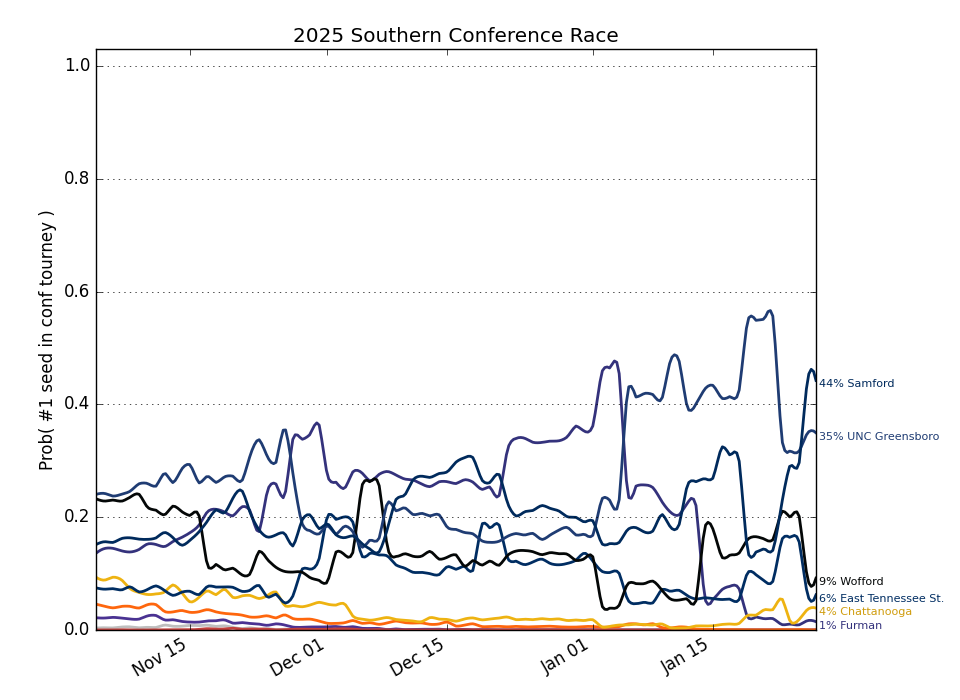 2025 Southern Conference Race
Prob( #1 seed in conf tourney )
1.0
0.8
0.6
0.4
0.2
0.0
44% Samford
35% UNC Greensboro
9% Wofford
6% East Tennessee St.
4% Chattanooga
1% Furman
Nov 15
Dec 01
Dec 15
Jan 01
Jan 15